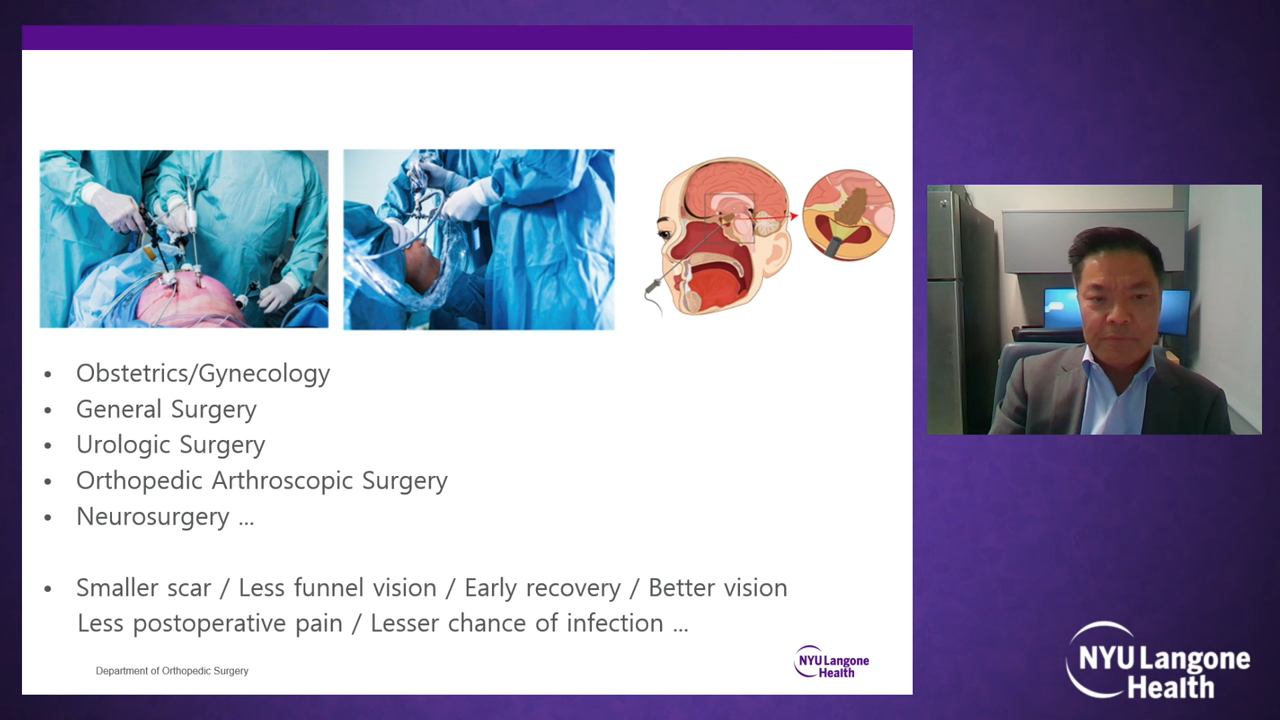 • Obstetrics/Gynecology
• General Surgery
• Urologic Surgery
• Orthopedic Arthroscopic Surgery
• Neurosurgery ...
• Smaller scar / Less funnel vision / Early recovery / Better vision
Less postoperative pain / Lesser chance of infection ...
Department of Orthopedic Surgery
NYU Langone
Health
NYU Langone
Health